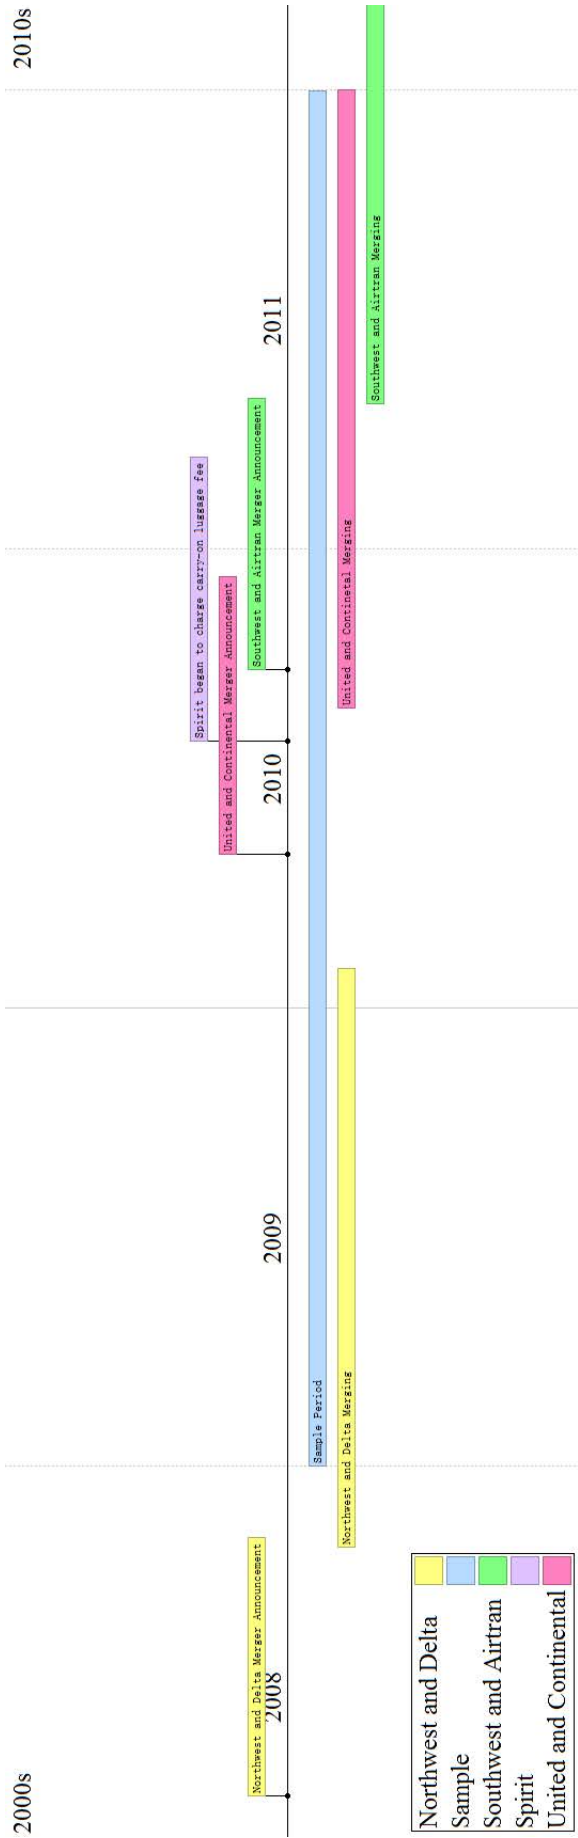 2000s
2010s
Spirit began to charge carry-on luggage fee
United and Continental Merger Announcement
Northwest and Delta Merger Announcement
Southwest and Airtran Merger Announcement
2008
2009
2010
2011
Sample Period
Northwest and Delta Merging
United and Continetal Merging
Southwest and Airtran Merging
Northwest and Delta
Sample
Southwest and Airtran
Spirit
United and Continental